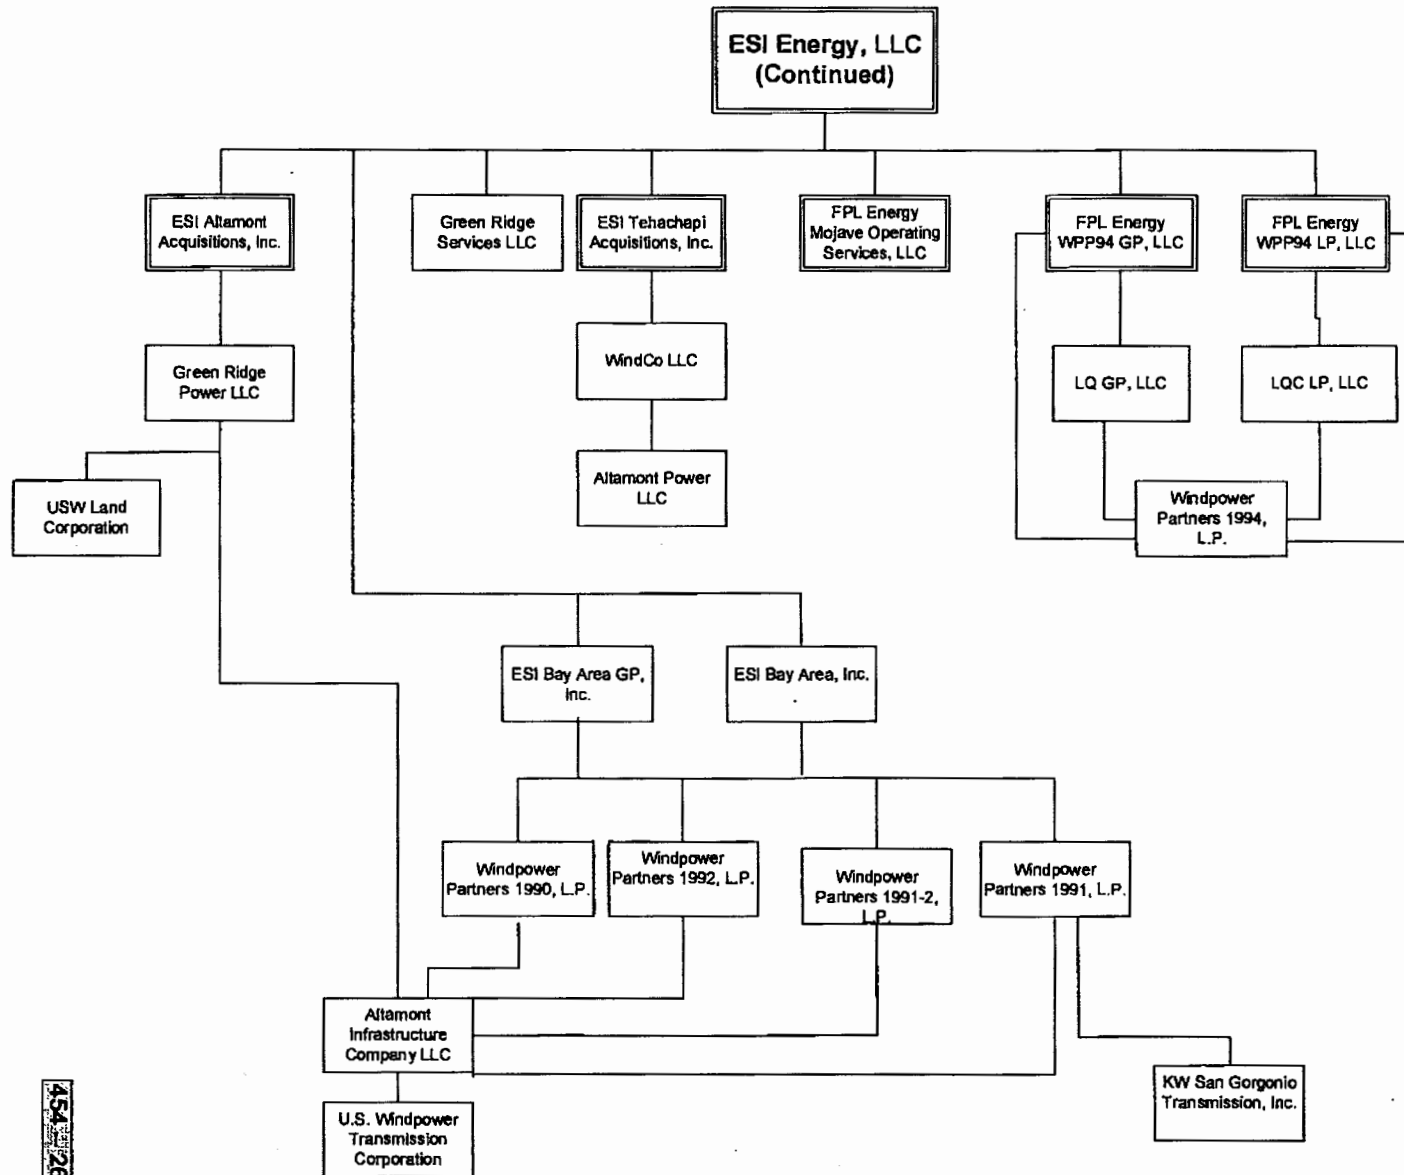 ESI Energy, LLC
(Continued)
ESI Altamont
Acquisitions, Inc.
Green Ridge
Services LLC
ESI Tehachapi
Acquisitions, Inc.
FPL Energy
Mojave Operating
Services, LLC
FPL Energy
WPP94 GP, LLC
FPL Energy
WPP94 LP, LLC
Green Ridge
Power LLC
WindCo LLC
LQ GP, LLC
LQC LP, LLC
USW Land
Corporation
Altamont Power
LLC
Windpower
Partners 1994,
L.P.
ESI Bay Area GP,
Inc.
ESI Bay Area, Inc.
Windpower
Partners 1990, L.P.
Windpower
Partners 1992, L.P.
Windpower
Partners 1991-2,
L.P.
Windpower
Partners 1991, L.P.
Altamont
Infrastructure
Company LLC
KW San Gorgonio
Transmission, Inc.
U.S. Windpower
Transmission
Corporation